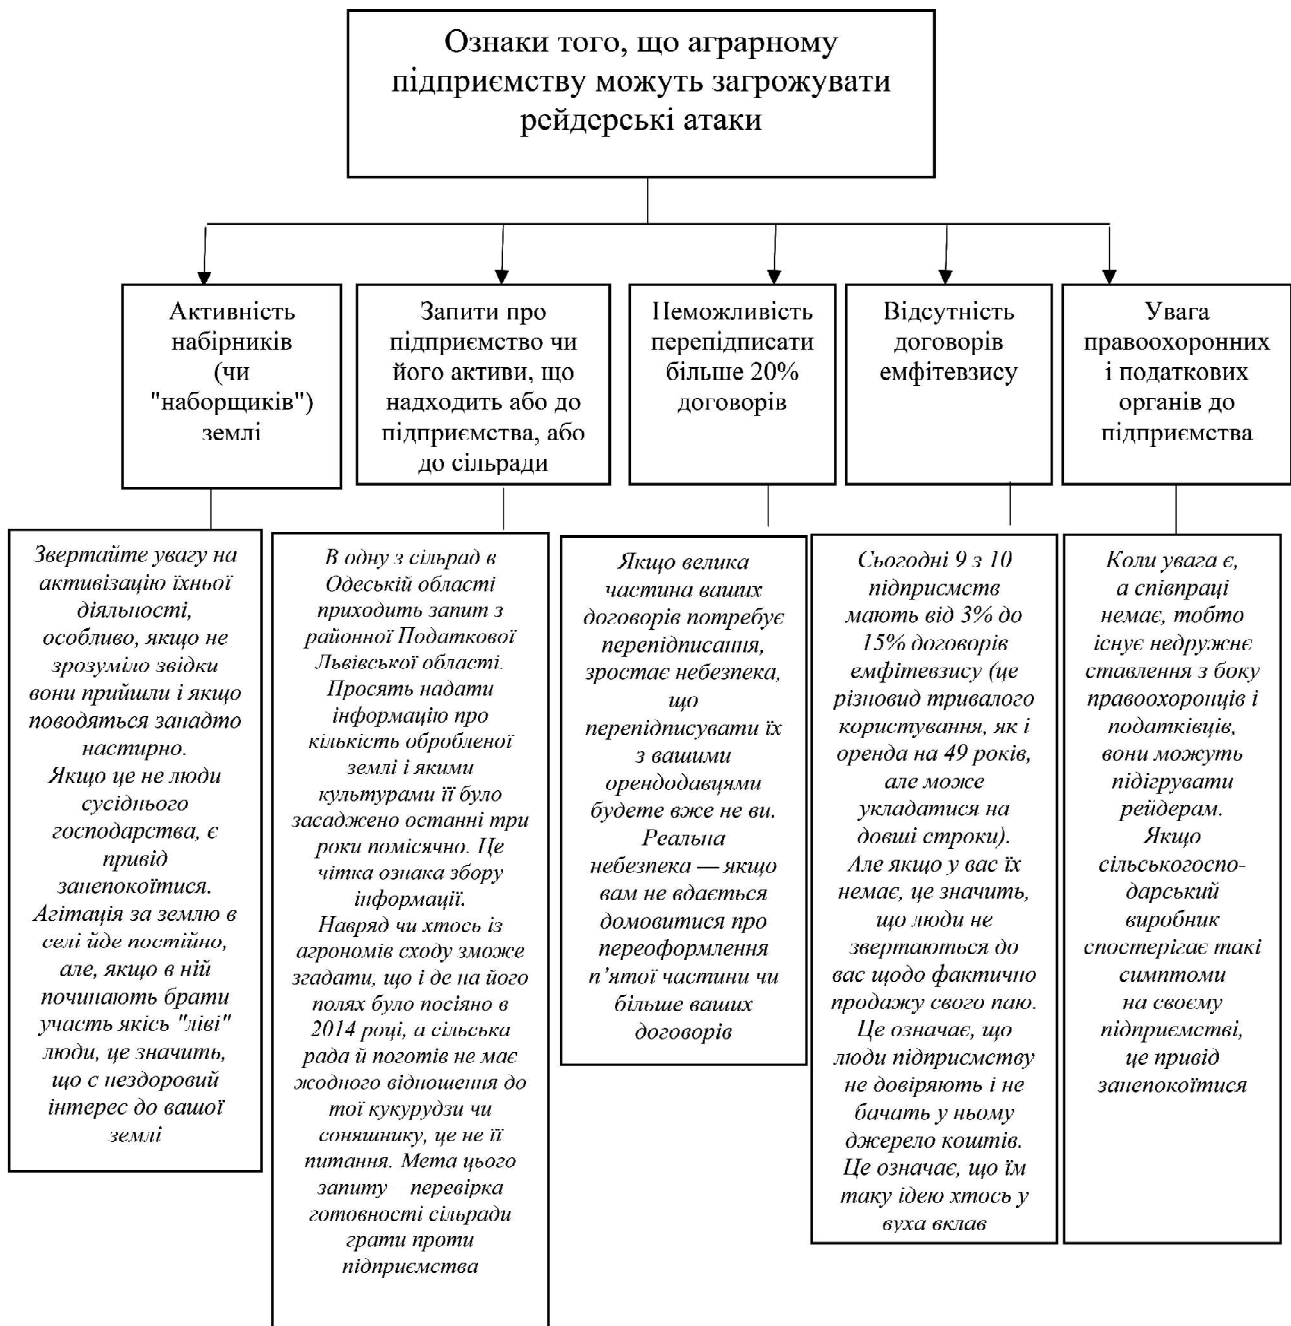 Ознаки того, що аграрному
підприємству можуть загрожувати
рейдерські атаки
Активність
набірників
(чи
"наборщиків")
землі
Запити про
підприємство чи
його активи, що
надходить або до
підприємства, або
до сільради
Неможливість
перепідписати
більше 20%
договорів
Відсутність
договорів
емфітевзису
Увага
правоохоронних
і податкових
органів до
підприємства
Звертайте увагу на
активізацію їхньої
діяльності,
особливо, якщо не
зрозуміло звідки
вони прийшли і якщо
поводяться занадто
настирно.
Якщо це не люди
сусіднього
господарства, є
привід
занепокоїтися.
Агітація за землю в
селі йде постійно,
але, якщо в ній
починають брати
участь якісь "ліві"
люди, це значить,
що є нездоровий
інтерес до вашої
землі
В одну з сільрад в
Одеській області
приходить запит з
районної Податкової
Львівської області.
Просять надати
інформацію про
кількість обробленої
землі і якими
культурами її було
засаджено останні три
роки помісячно. Це
чітка ознака збору
інформації.
Навряд чи хтось із
агрономів сходу зможе
згадати, що і де на його
полях було посіяно в
2014 році, а сільська
рада й поготів не має
жодного відношення до
тої кукурудзи чи
соняшнику, це не її
питання. Мета цього
запиту – перевірка
готовності сільради
грати проти
підприємства
Якщо велика
частина ваших
договорів потребує
перепідписання,
зростає небезпека,
що
перепідписувати їх
з вашими
орендодавцями
будете вже не ви.
Реальна
небезпека — якщо
вам не вдається
домовитися про
переоформлення
п’ятої частини чи
більше ваших
договорів
Сьогодні 9 з 10
підприємств
мають від 3% до
15% договорів
емфітевзису (це
різновид тривалого
користування, як і
оренда на 49 років,
але може
укладатися на
довші строки).
Але якщо у вас їх
немає, це значить,
що люди не
звертаються до
вас щодо фактично
продажу свого паю.
Це означає, що
люди підприємству
не довіряють і не
бачать у ньому
джерело коштів.
Це означає, що їм
таку ідею хтось у
вуха вклав
Коли увага є,
а співпраці
немає, тобто
існує недружнє
ставлення з боку
правоохоронців і
податківців,
вони можуть
підігрувати
рейдерам.
Якщо
сільськогоспо-
дарський
виробник
спостерігає такі
симптоми
на своєму
підприємстві,
це привід
занепокоїтися